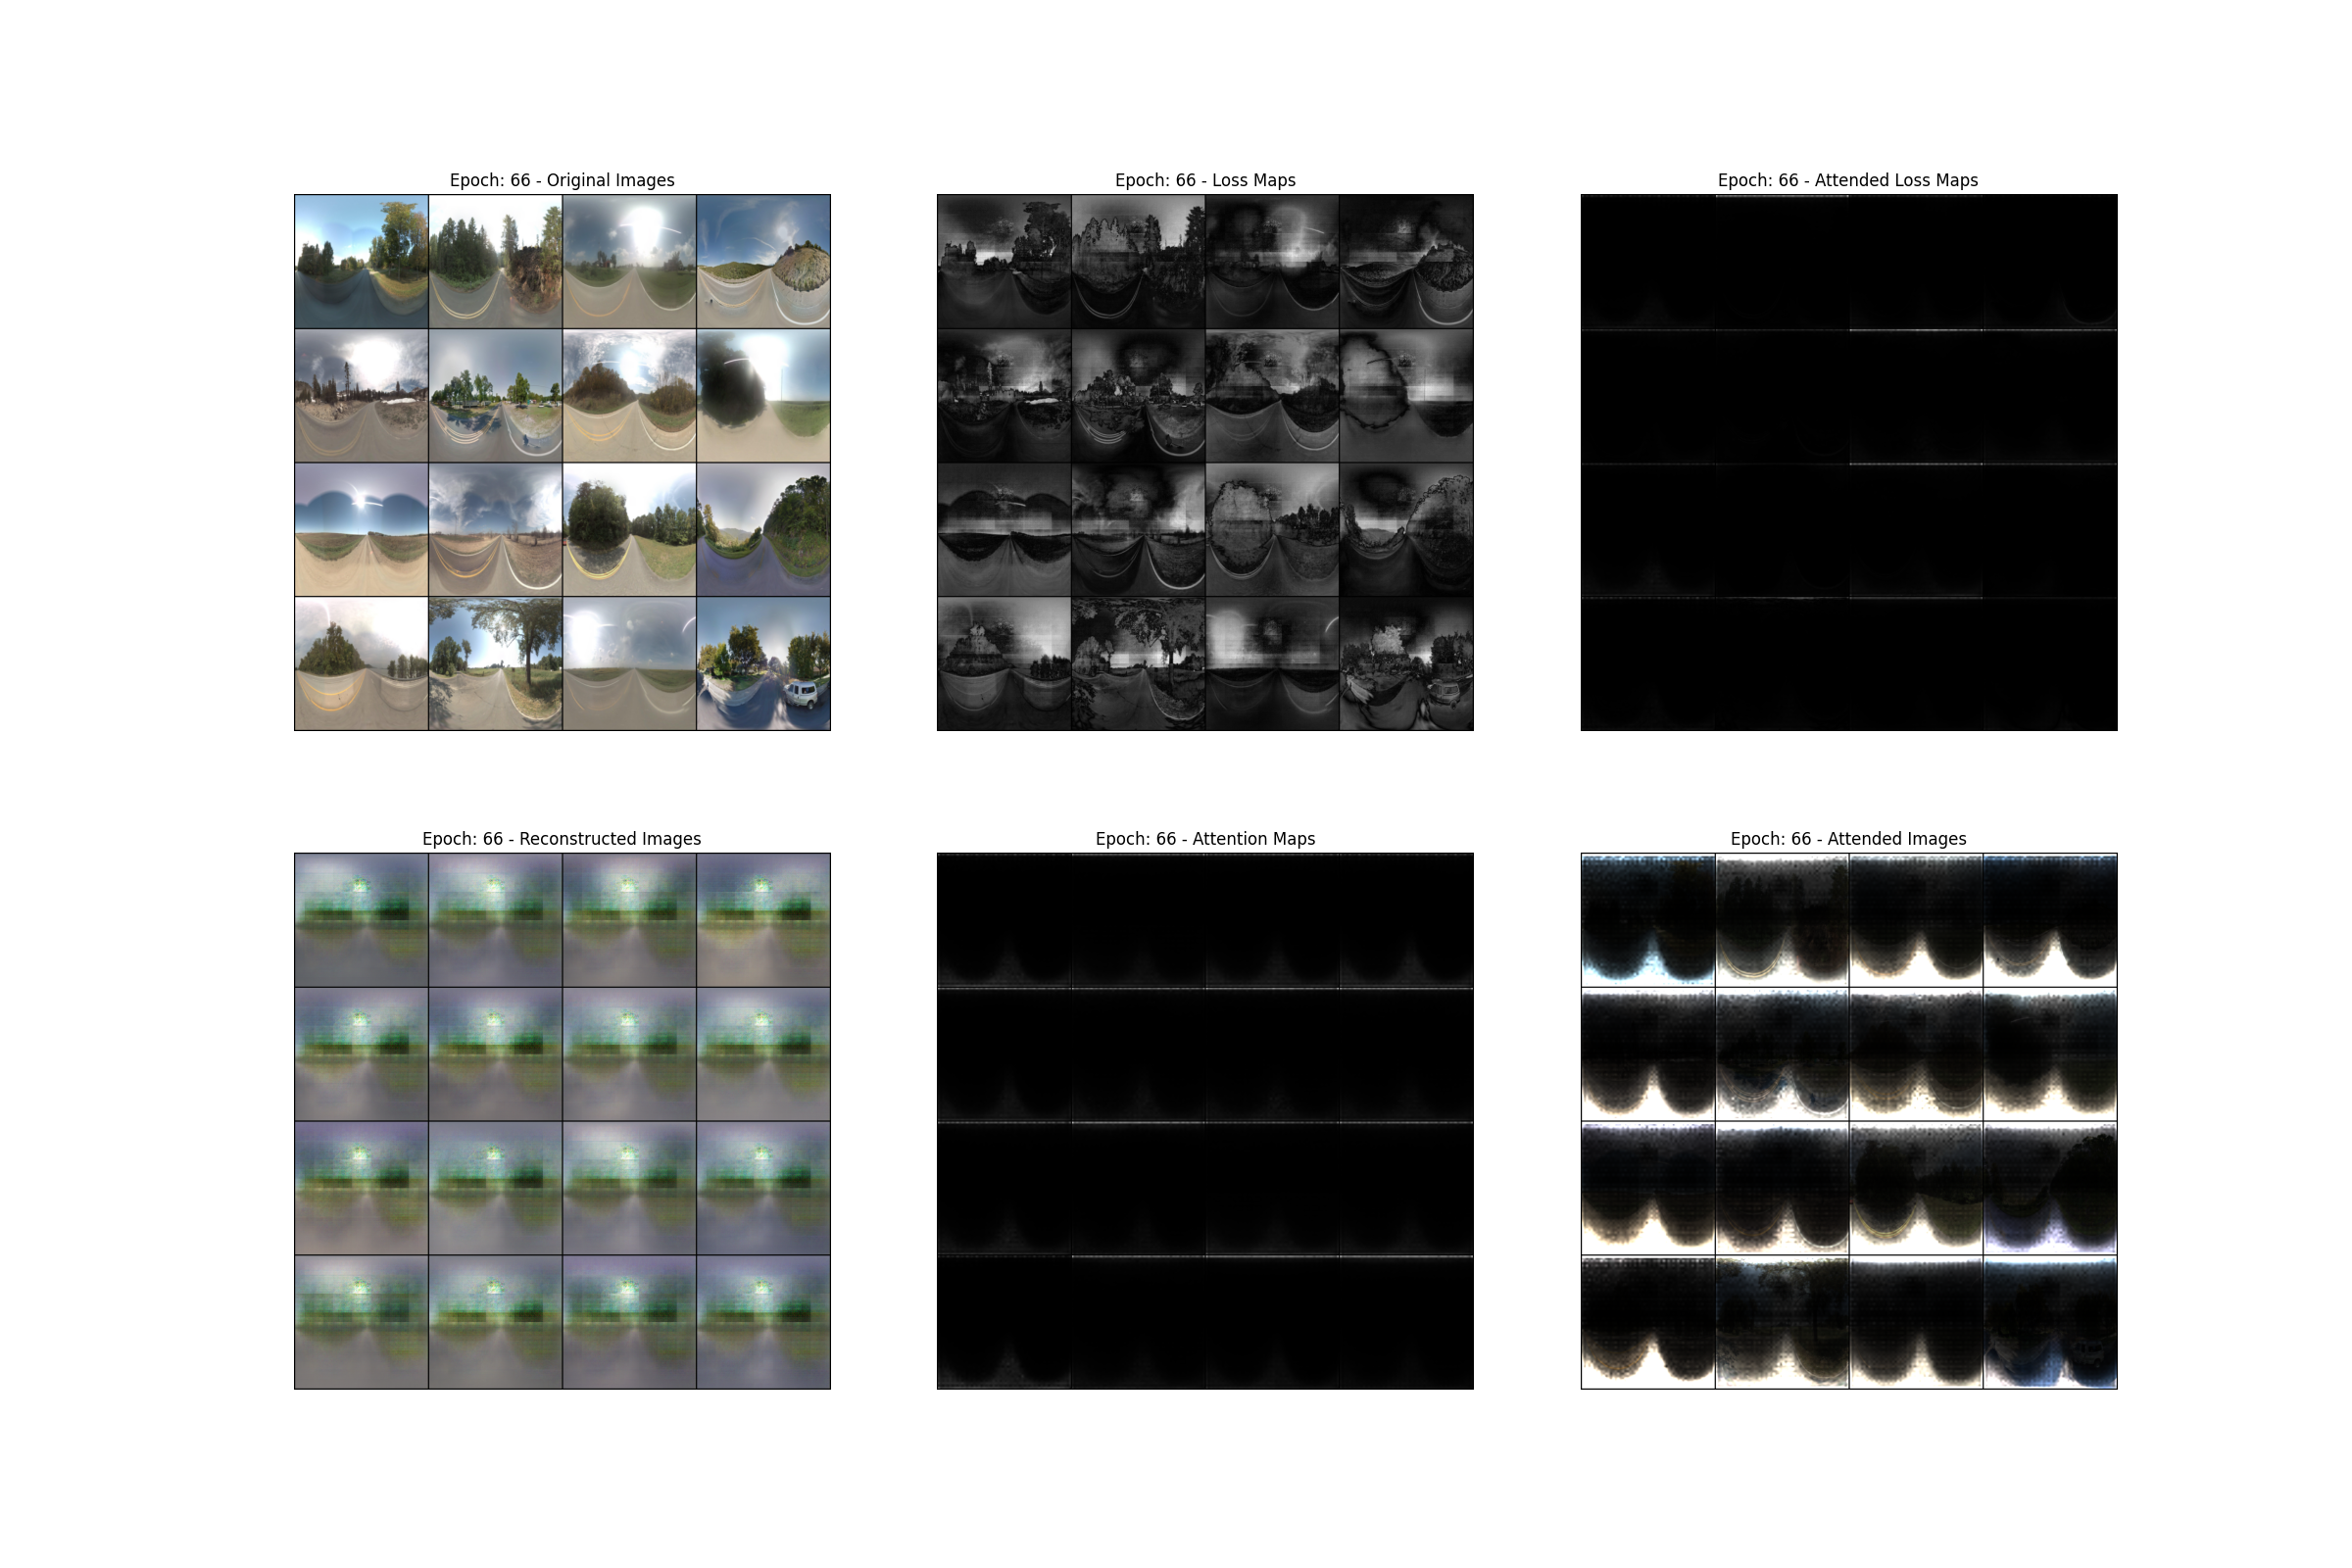 Epoch: 66 - Original Images
Epoch: 66 - Loss Maps
Epoch: 66 - Attended Loss Maps
Epoch: 66 - Reconstructed Images
Epoch: 66 - Attention Maps
Epoch: 66 - Attended Images